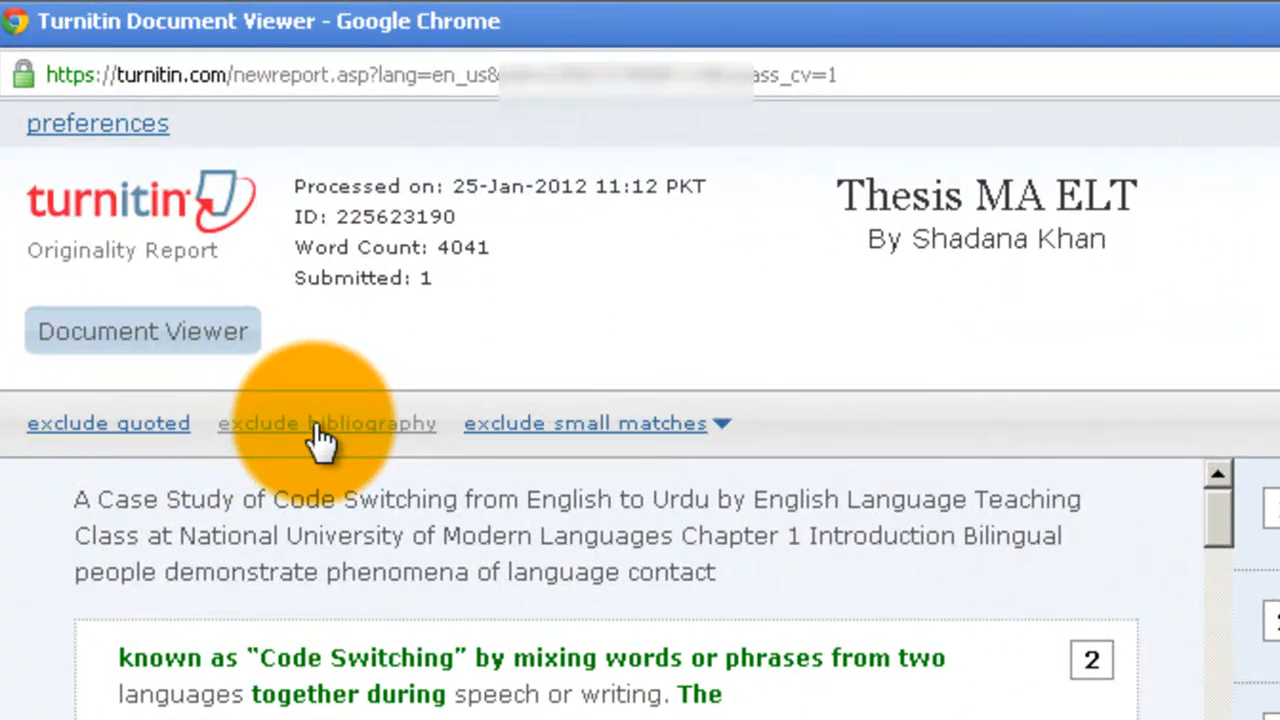 Turnitin Document Viewer - Google Chrome
https://turnitin.com/newreport.asp?lang=en_us& ass_cv=1
preferences
turnitin
Originality Report
Processed on: 25-Jan-2012 11:12 PKT
ID: 225623190
Word Count: 4041
Submitted: 1
Thesis MA ELT
By Shadana Khan
Document Viewer
exclude quoted exclude bibliography exclude small matches
A Case Study of Code Switching from English to Urdu by English Language Teaching
Class at National University of Modern Languages Chapter 1 Introduction Bilingual
people demonstrate phenomena of language contact
known as “Code Switching” by mixing words or phrases from two
2
languages together during speech or writing. The